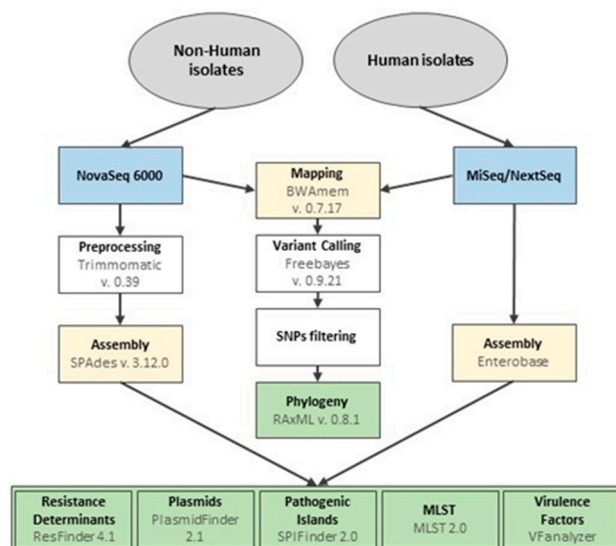 Non-Human
isolates
Human isolates
NovaSeq 6000
Mapping
BWAmem
v. 0.7.17
MiSeq/NextSeq
Preprocessing
Trimmomatic
v. 0.39
Variant Calling
Freebayes
v. 0.9.21
SNPs filtering
Assembly
SPAdes v. 3.12.0
Assembly
Enterobase
Phylogeny
RAxML v. 0.8.1
Resistance
Determinants
ResFinder 4.1
Plasmids
PlasmidFinder
2.1
Pathogenic
Islands
SPIFinder 2.0
MLST
MLST 2.0
Virulence
Factors
VFanalyzer